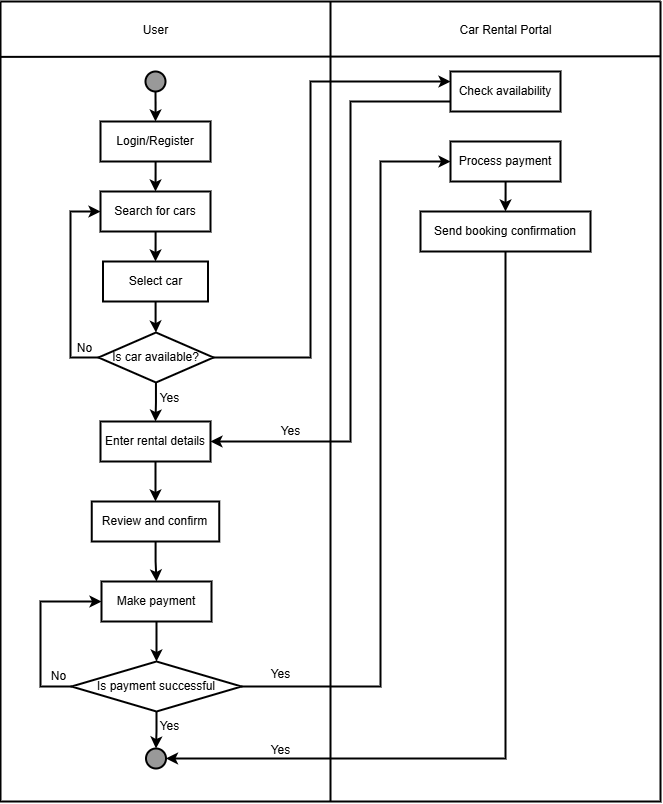 User
Car Rental Portal
Check availability
Login/Register
Process payment
Search for cars
Send booking confirmation
Select car
No
Is car available?
Yes
Enter rental details
Yes
Review and confirm
Make payment
No
Is payment successful
Yes
Yes
Yes